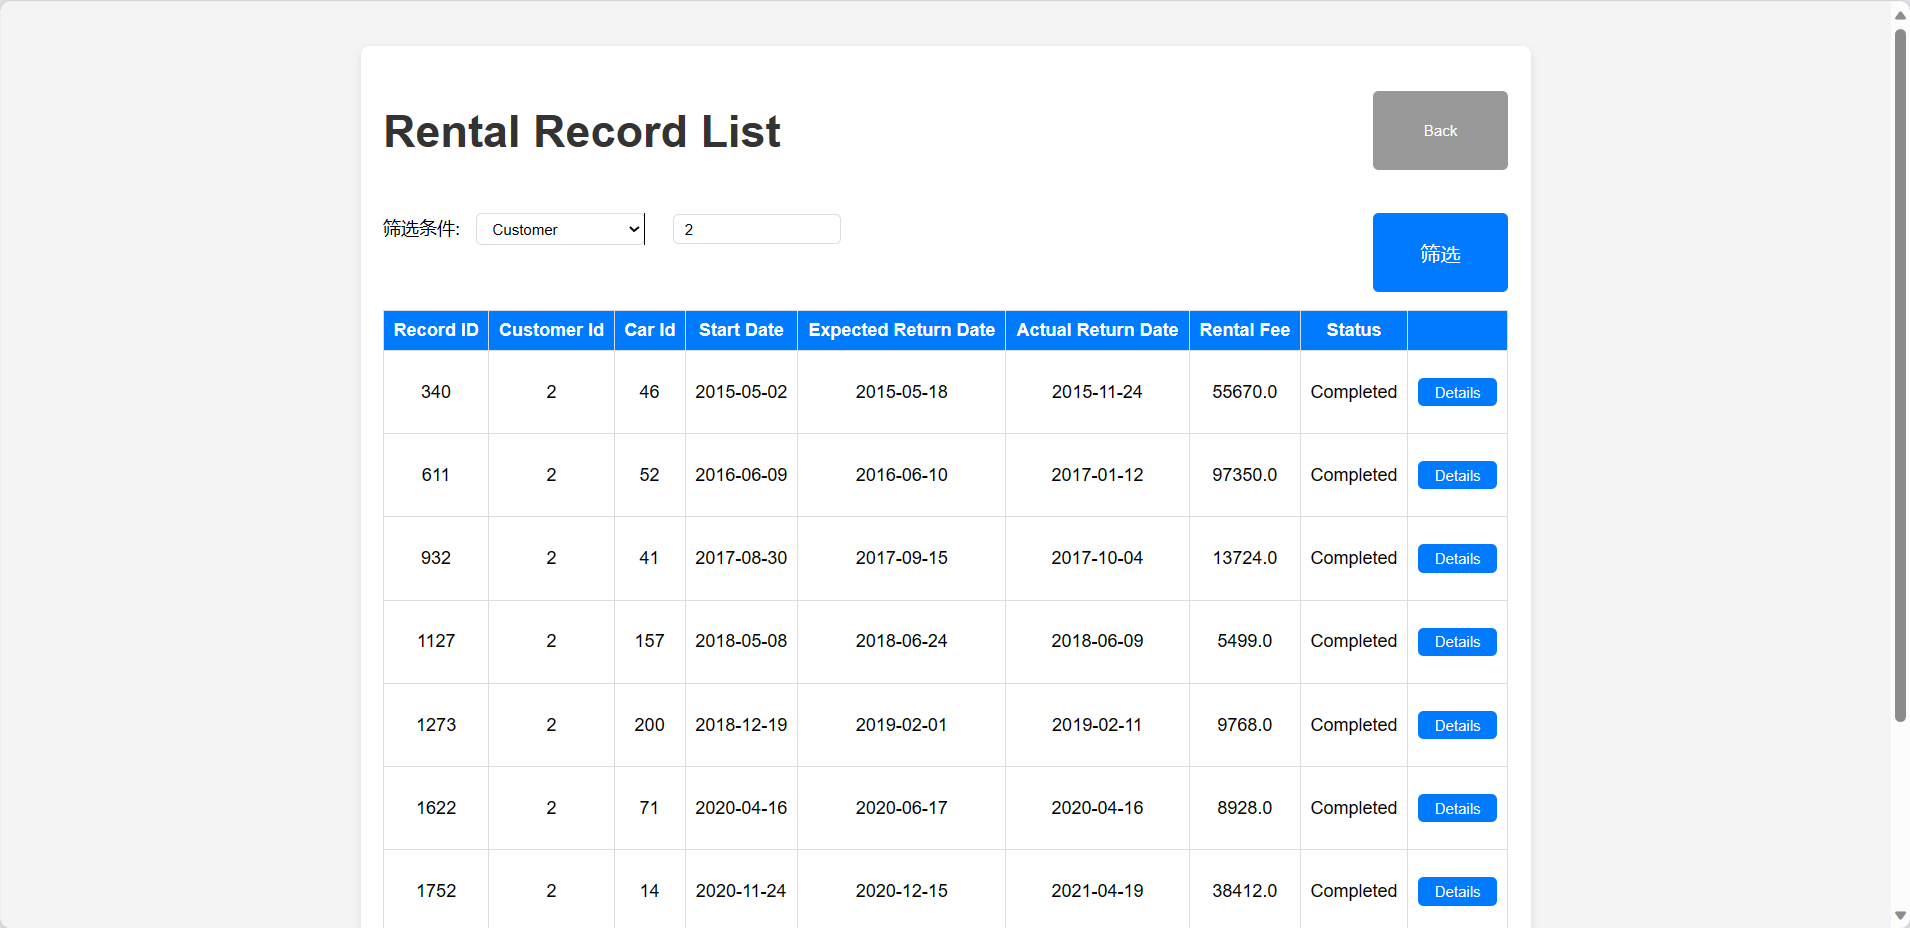 Rental Record List
Back
筛选条件: Customer 2
筛选
Record ID Customer Id Car Id Start Date Expected Return Date Actual Return Date Rental Fee Status
340 2 46 2015-05-02 2015-05-18 2015-11-24 55670.0 Completed Details
611 2 52 2016-06-09 2016-06-10 2017-01-12 97350.0 Completed Details
932 2 41 2017-08-30 2017-09-15 2017-10-04 13724.0 Completed Details
1127 2 157 2018-05-08 2018-06-24 2018-06-09 5499.0 Completed Details
1273 2 200 2018-12-19 2019-02-01 2019-02-11 9768.0 Completed Details
1622 2 71 2020-04-16 2020-06-17 2020-04-16 8928.0 Completed Details
1752 2 14 2020-11-24 2020-12-15 2021-04-19 38412.0 Completed Details